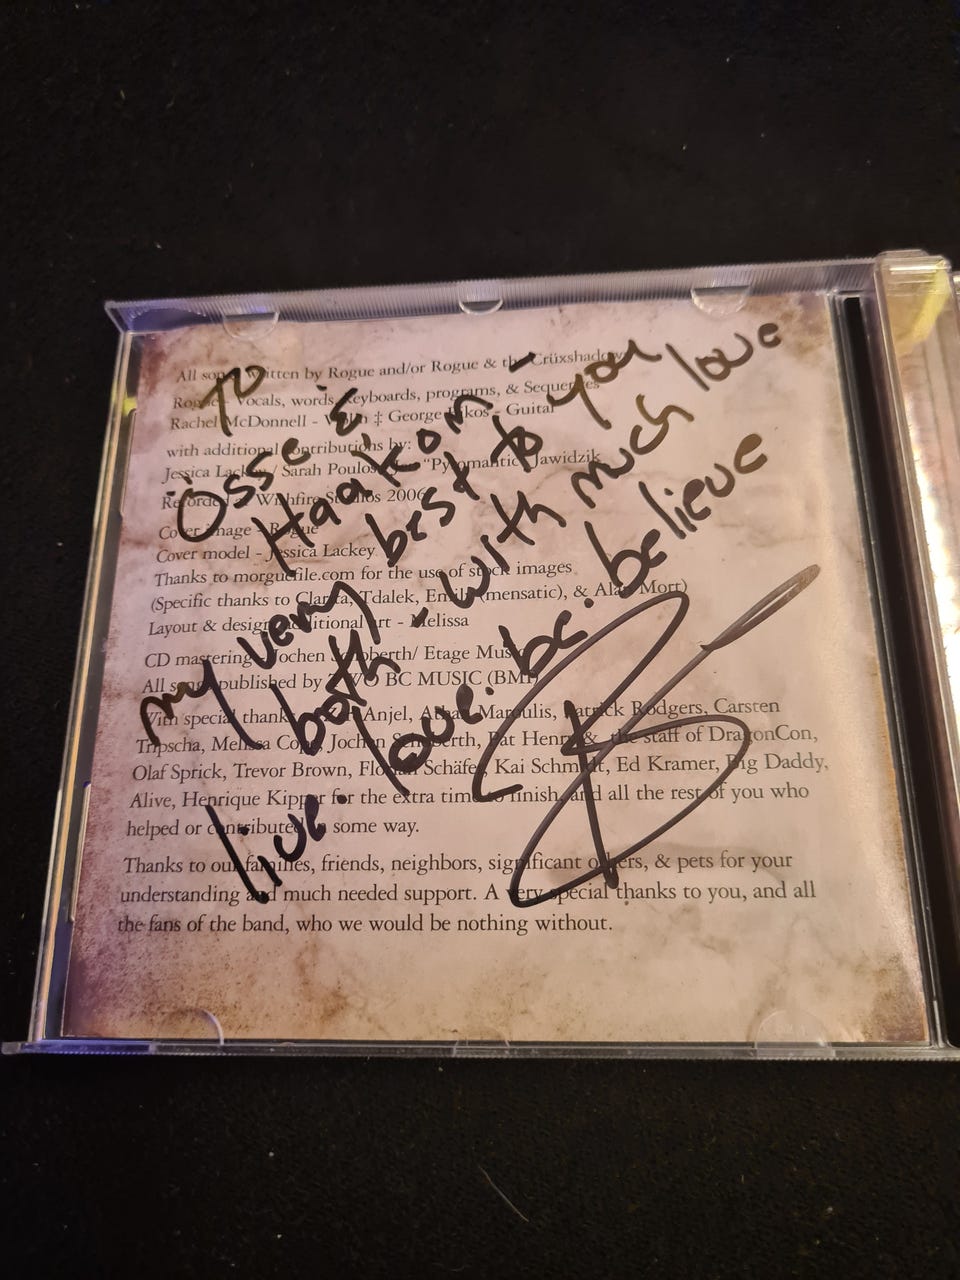 All songs written by Rogue and/or Rogue & the Crüxshadows
Rogue - Vocals, words, Keyboards, programs, & Sequences
Rachel McDonnell - Violin ‡ George Bikos - Guitar
with additional contributions by:
Jessica Lackey / Sarah Poulos / "Pyromantic" Jawidzik
Recorded at Wishfire Studios 2006
Cover image - Rogue
Cover model - Jessica Lackey
Thanks to morguefile.com for the use of stock images
(Specific thanks to Clarita, Tdalek, Emily (mensatic), & Alan Mort)
Layout & design, additional art - Melissa
CD mastering - Jochen Schoberth/ Etage Music
All songs published by TWO BC MUSIC (BMI)
With special thanks Anjel, Athan Maroulis, Patrick Rodgers, Carsten
Tripscha, Melissa Jochen Schoberth, Pat Henry & the staff of DragonCon,
Olaf Sprick, Trevor Brown, Florian Schäfer, Kai Schmidt, Ed Kramer, Big Daddy,
Alive, Henrique Kipper for the extra time to finish, and all the rest of you who
helped or contributed in some way.
Thanks to our families, friends, neighbors, significant others, & pets for your
understanding and much needed support. A very special thanks to you, and all
the fans of the band, who we would be nothing without.
To
Össe &
Haakon -
my very best to you
both - with much love
live. love. be. believe